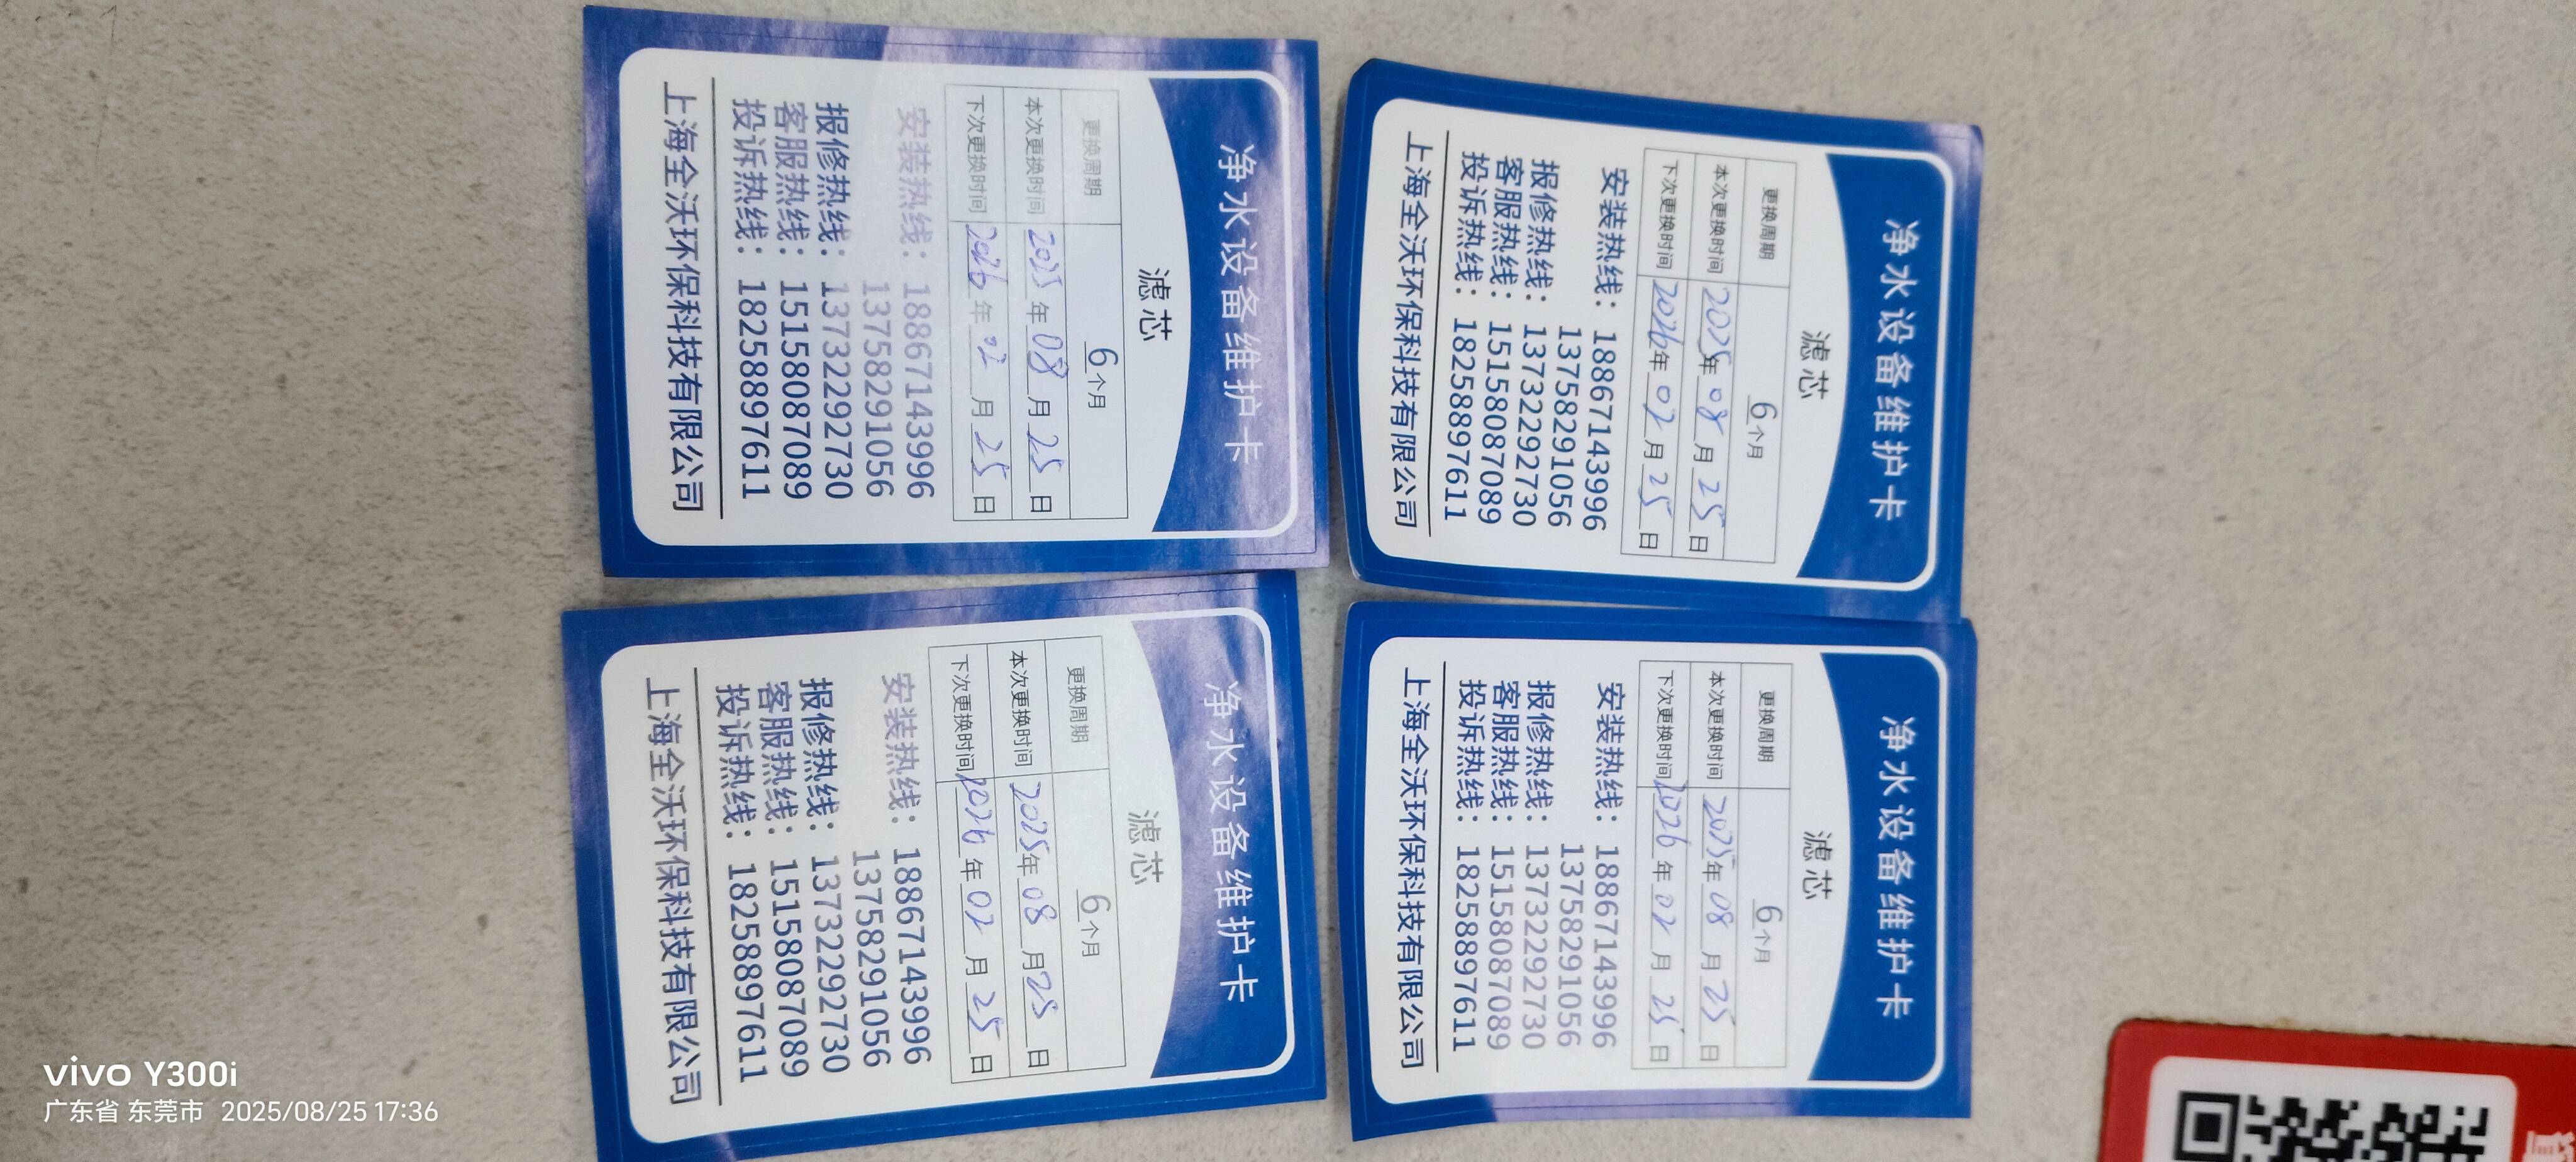 净水设备维护卡
滤芯
更换周期 6个月
本次更换时间 2025年08月25日
下次更换时间 2026年02月25日
安装热线：18867143996
13758291056
报修热线：13732292730
客服热线：15158087089
投诉热线：18258897611
上海全沃环保科技有限公司
净水设备维护卡
滤芯
更换周期 6个月
本次更换时间 2025年08月25日
下次更换时间 2026年02月25日
安装热线：18867143996
13758291056
报修热线：13732292730
客服热线：15158087089
投诉热线：18258897611
上海全沃环保科技有限公司
净水设备维护卡
滤芯
更换周期 6个月
本次更换时间 2025年08月25日
下次更换时间 2026年02月25日
安装热线：18867143996
13758291056
报修热线：13732292730
客服热线：15158087089
投诉热线：18258897611
上海全沃环保科技有限公司
净水设备维护卡
滤芯
更换周期 6个月
本次更换时间 2025年08月25日
下次更换时间 2026年02月25日
安装热线：18867143996
13758291056
报修热线：13732292730
客服热线：15158087089
投诉热线：18258897611
上海全沃环保科技有限公司
vivo Y300i
广东省 东莞市 2025/08/25 17:36